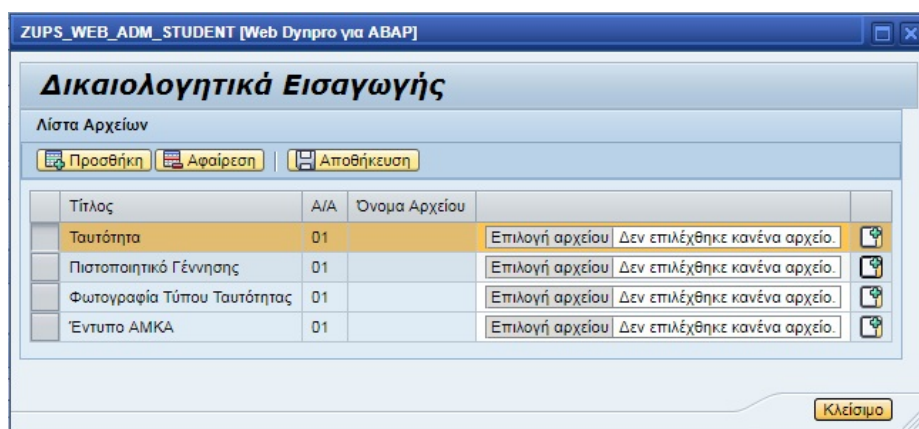 ZUPS_WEB_ADM_STUDENT [Web Dynpro για ABAP]
Δικαιολογητικά Εισαγωγής
Λίστα Αρχείων
Προσθήκη Αφαίρεση Αποθήκευση
Τίτλος Α/Α Όνομα Αρχείου
Ταυτότητα 01 Επιλογή αρχείου Δεν επιλέχθηκε κανένα αρχείο.
Πιστοποιητικό Γέννησης 01 Επιλογή αρχείου Δεν επιλέχθηκε κανένα αρχείο.
Φωτογραφία Τύπου Ταυτότητας 01 Επιλογή αρχείου Δεν επιλέχθηκε κανένα αρχείο.
Έντυπο ΑΜΚΑ 01 Επιλογή αρχείου Δεν επιλέχθηκε κανένα αρχείο.
Κλείσιμο